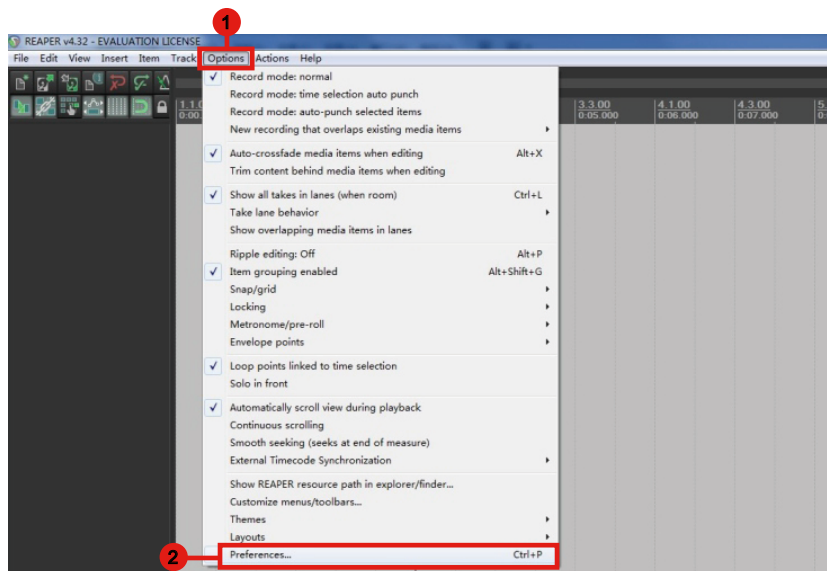 1
REAPER v4.32 - EVALUATION LICENSE
File Edit View Insert Item Track Options Actions Help
Record mode: normal
Record mode: time selection auto punch
Record mode: auto-punch selected items
New recording that overlaps existing media items
3.3.00 4.1.00 4.3.00
0:05.000 0:06.000 0:07.000
Auto-crossfade media items when editing Alt+X
Trim content behind media items when editing
Show all takes in lanes (when room) Ctrl+L
Take lane behavior
Show overlapping media items in lanes
Ripple editing: Off Alt+P
Item grouping enabled Alt+Shift+G
Snap/grid
Locking
Metronome/pre-roll
Envelope points
Loop points linked to time selection
Solo in front
Automatically scroll view during playback
Continuous scrolling
Smooth seeking (seeks at end of measure)
External Timecode Synchronization
Show REAPER resource path in explorer/finder...
Customize menus/toolbars...
Themes
Layouts
2 Preferences... Ctrl+P